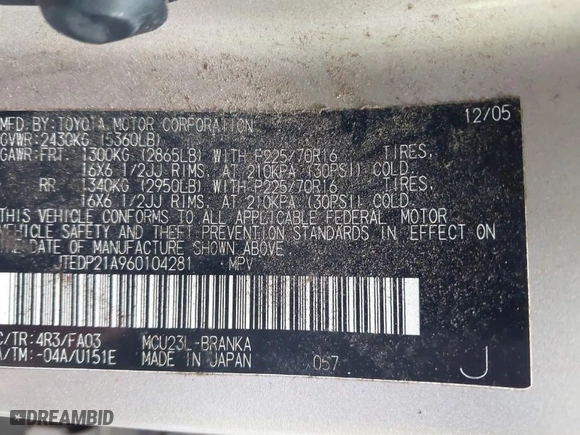 MFD.BY:TOYOTA MOTOR CORPORATION 12/05
GVWR:2430KG (5360LB)
GAWR:FRT. 1300KG (2865LB) WITH P225/70R16 TIRES,
16X6 1/2JJ RIMS. AT 210KPA (30PSI) COLD.
RR 1340KG (2950LB) WITH P225/70R16 TIRES,
16X6 1/2JJ RIMS. AT 210KPA (30PSI) COLD.
THIS VEHICLE CONFORMS TO ALL APPLICABLE FEDERAL MOTOR
VEHICLE SAFETY AND THEFT PREVENTION STANDARDS IN EFFECT ON
THE DATE OF MANUFACTURE SHOWN ABOVE.
JTEDP21A960104281 MPV
C/TR:4R3/FA03 MCU23L-BRANKA
A/TM:-04A/U151E MADE IN JAPAN 057 J
DREAMBID